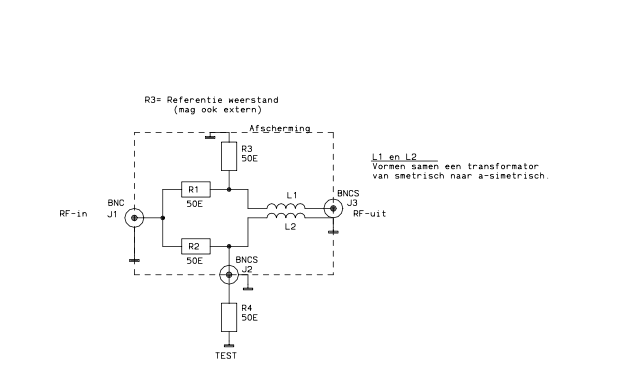 R3= Referentie weerstand
(mag ook extern)
Afscherming
R3
50E
L1 en L2
Vormen samen een transformator
van smetrisch naar a-simetrisch.
R1
50E
L1
BNCS
J3
BNC
J1
RF-in
RF-uit
L2
R2
50E
BNCS
J2
R4
50E
TEST